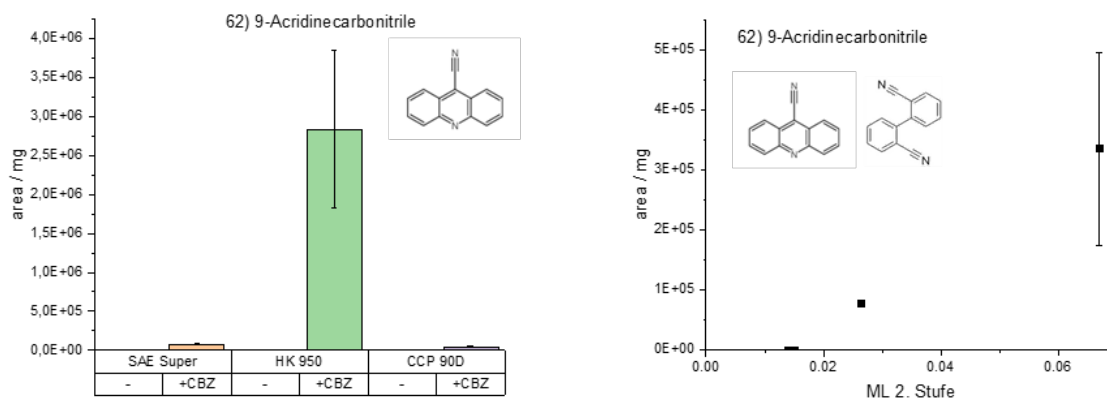 62) 9-Acridinecarbonitrile
4,0E+06
3,5E+06
3,0E+06
2,5E+06
2,0E+06
1,5E+06
1,0E+06
5,0E+05
0,0E+00
area / mg
N
N
SAE Super HK 950 CCP 90D
- +CBZ - +CBZ - +CBZ
62) 9-Acridinecarbonitrile
5E+05
4E+05
3E+05
2E+05
1E+05
0E+00
area / mg
N
N
N
N
0.00 0.02 0.04 0.06
ML 2. Stufe